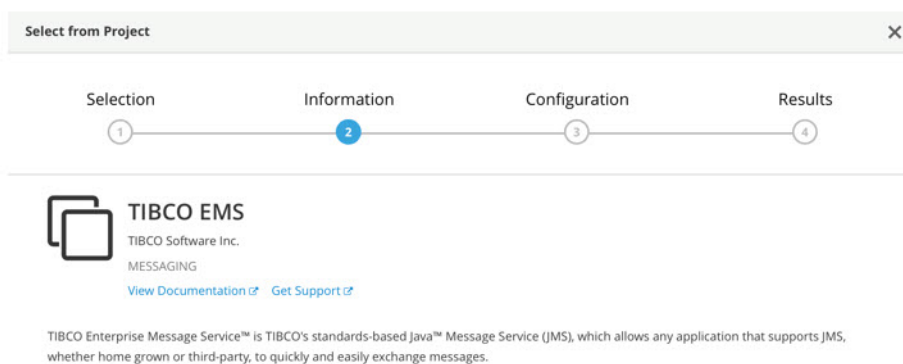 Select from Project
Selection Information Configuration Results
1 2 3 4
TIBCO EMS
TIBCO Software Inc.
MESSAGING
View Documentation Get Support
TIBCO Enterprise Message Service™ is TIBCO's standards-based Java™ Message Service (JMS), which allows any application that supports JMS,
whether home grown or third-party, to quickly and easily exchange messages.